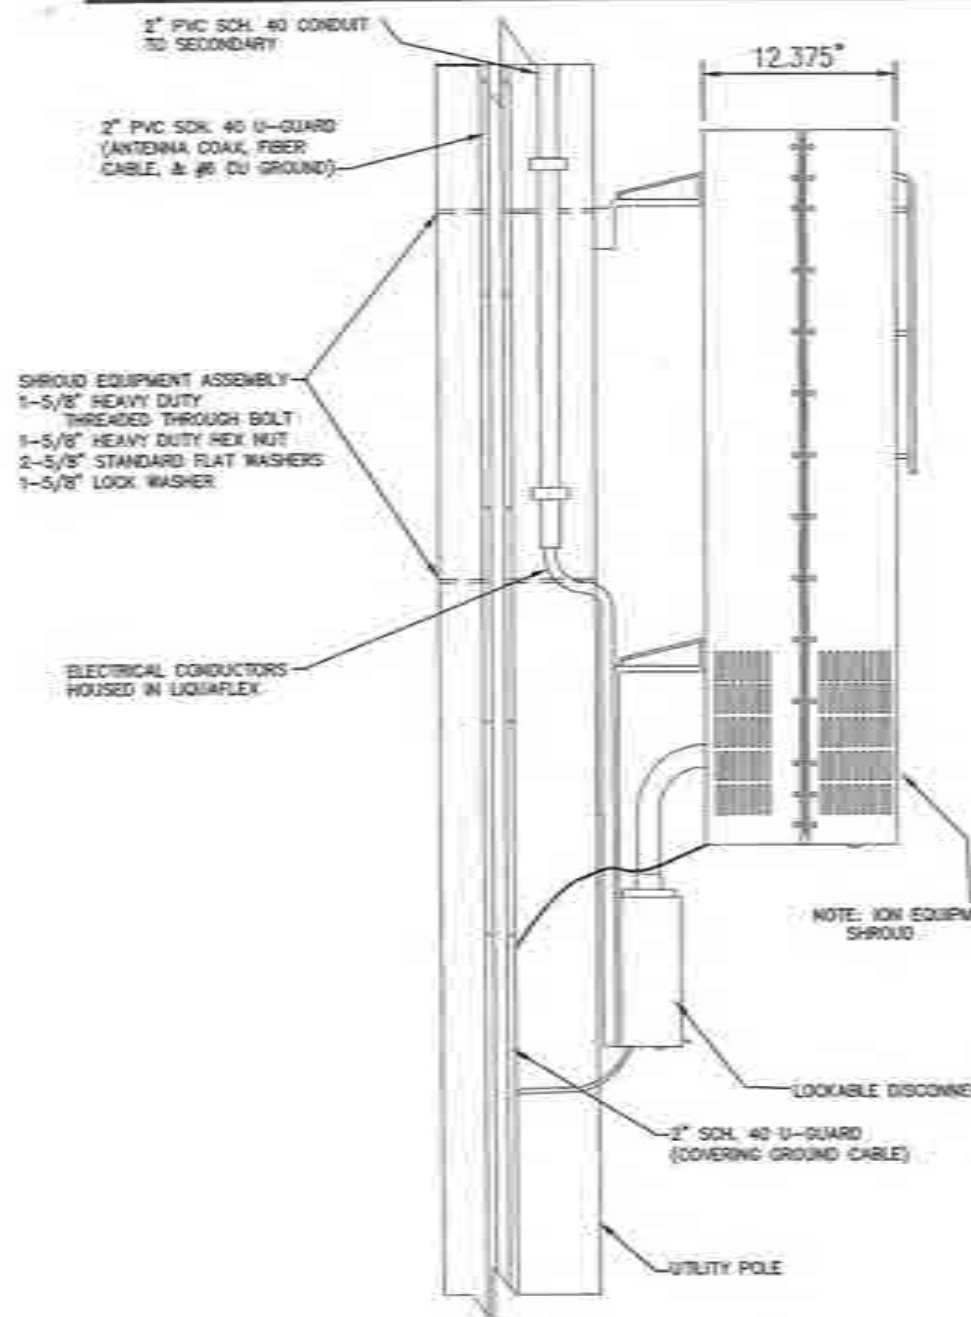 2" PVC SCH. 40 CONDUIT
TO SECONDARY
12.375"
2" PVC SCH. 40 U-GUARD
(ANTENNA COAX, FIBER
CABLE, & #6 CU GROUND)
SHROUD EQUIPMENT ASSEMBLY
1-5/8" HEAVY DUTY
THREADED THROUGH BOLT
1-5/8" HEAVY DUTY HEX NUT
2-5/8" STANDARD FLAT WASHERS
1-5/8" LOCK WASHER
ELECTRICAL CONDUCTORS
HOUSED IN LIQUAFLEX
NOTE: ION EQUIPM
SHROUD
LOCKABLE DISCONNE
2" SCH. 40 U-GUARD
(COVERING GROUND CABLE)
UTILITY POLE